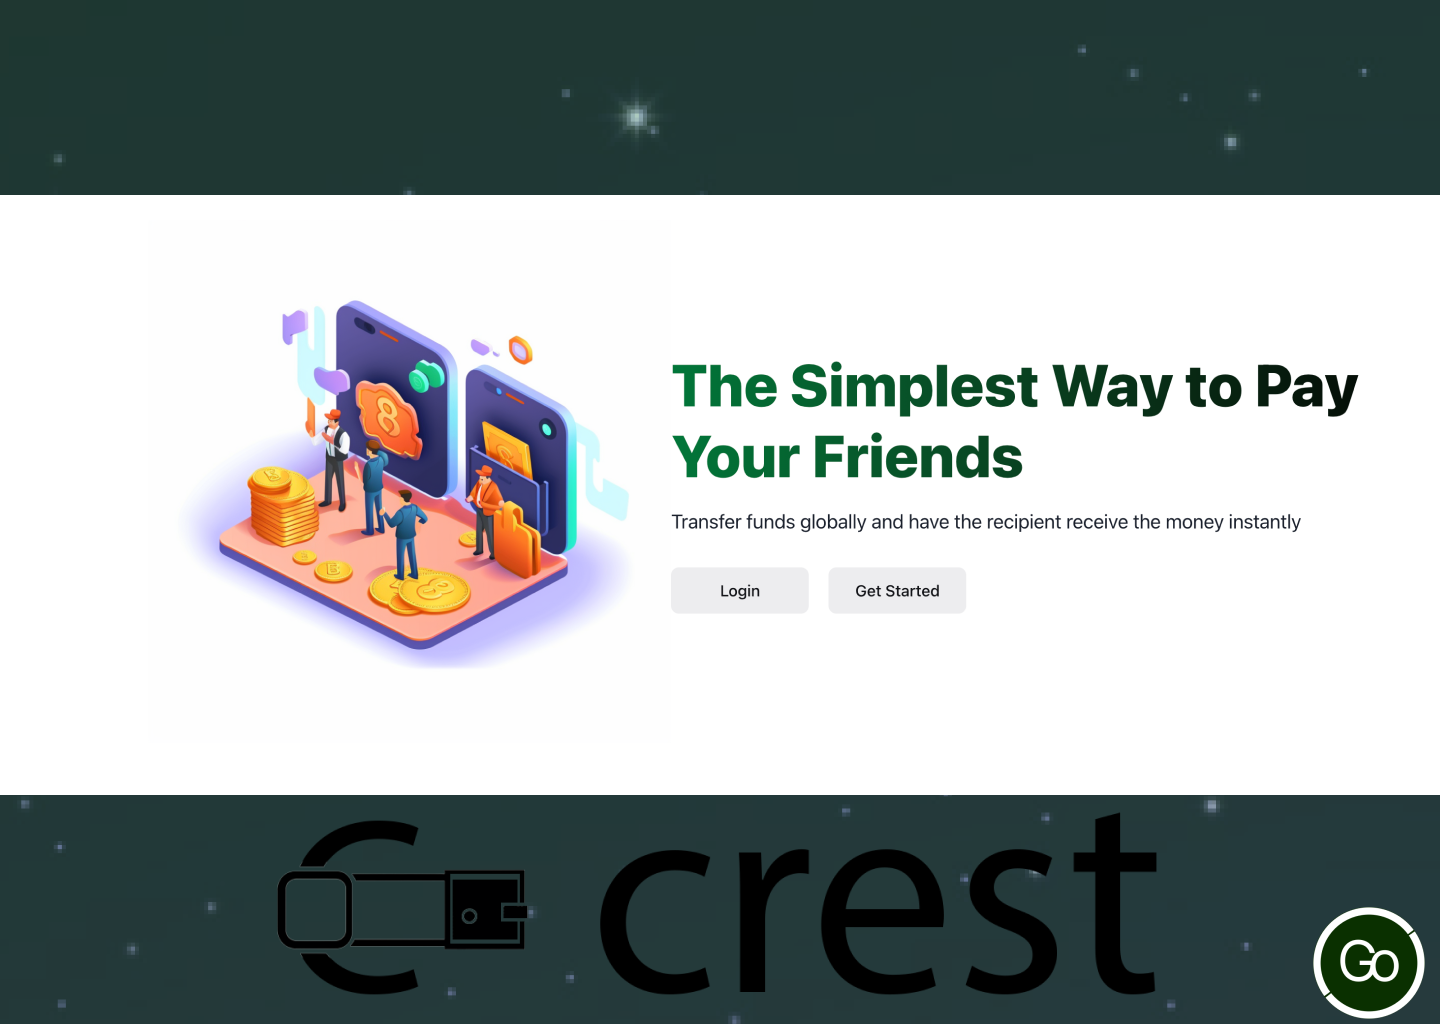 The Simplest Way to Pay
Your Friends
Transfer funds globally and have the recipient receive the money instantly
Login
Get Started
crest
Go